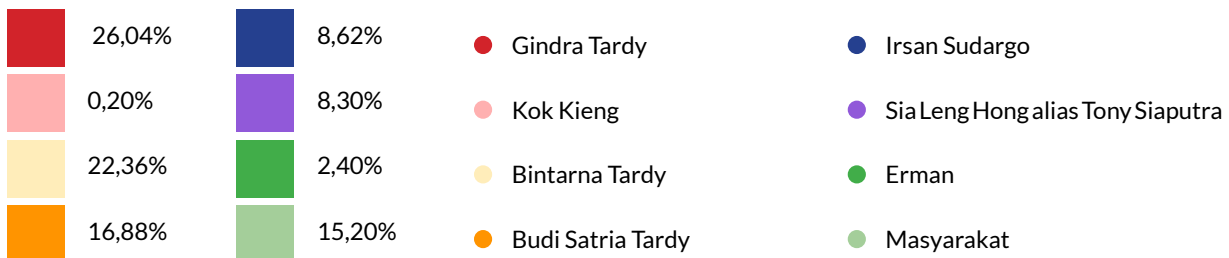 26,04%
8,62%
Gindra Tardy
Irsan Sudargo
0,20%
8,30%
Kok Kieng
Sia Leng Hong alias Tony Siaputra
22,36%
2,40%
Bintarna Tardy
Erman
16,88%
15,20%
Budi Satria Tardy
Masyarakat